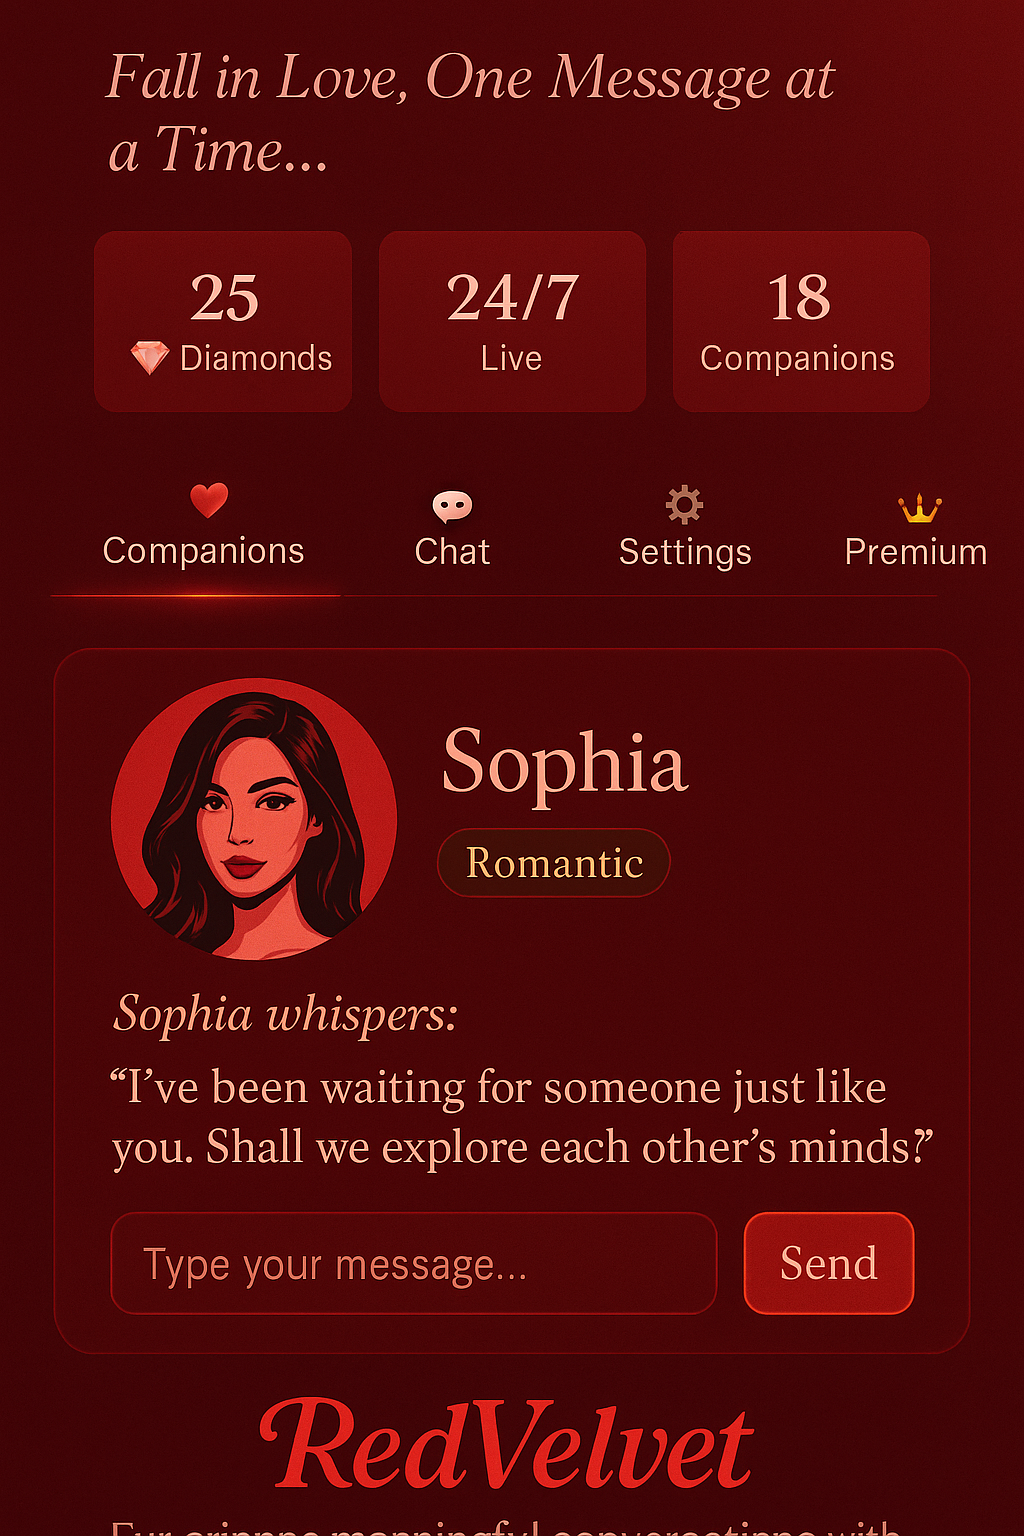 Fall in Love, One Message at
a Time...
25
Diamonds
24/7
Live
18
Companions
Companions
Chat
Settings
Premium
Sophia
Romantic
Sophia whispers:
“I’ve been waiting for someone just like
you. Shall we explore each other’s minds?”
Type your message...
Send
RedVelvet